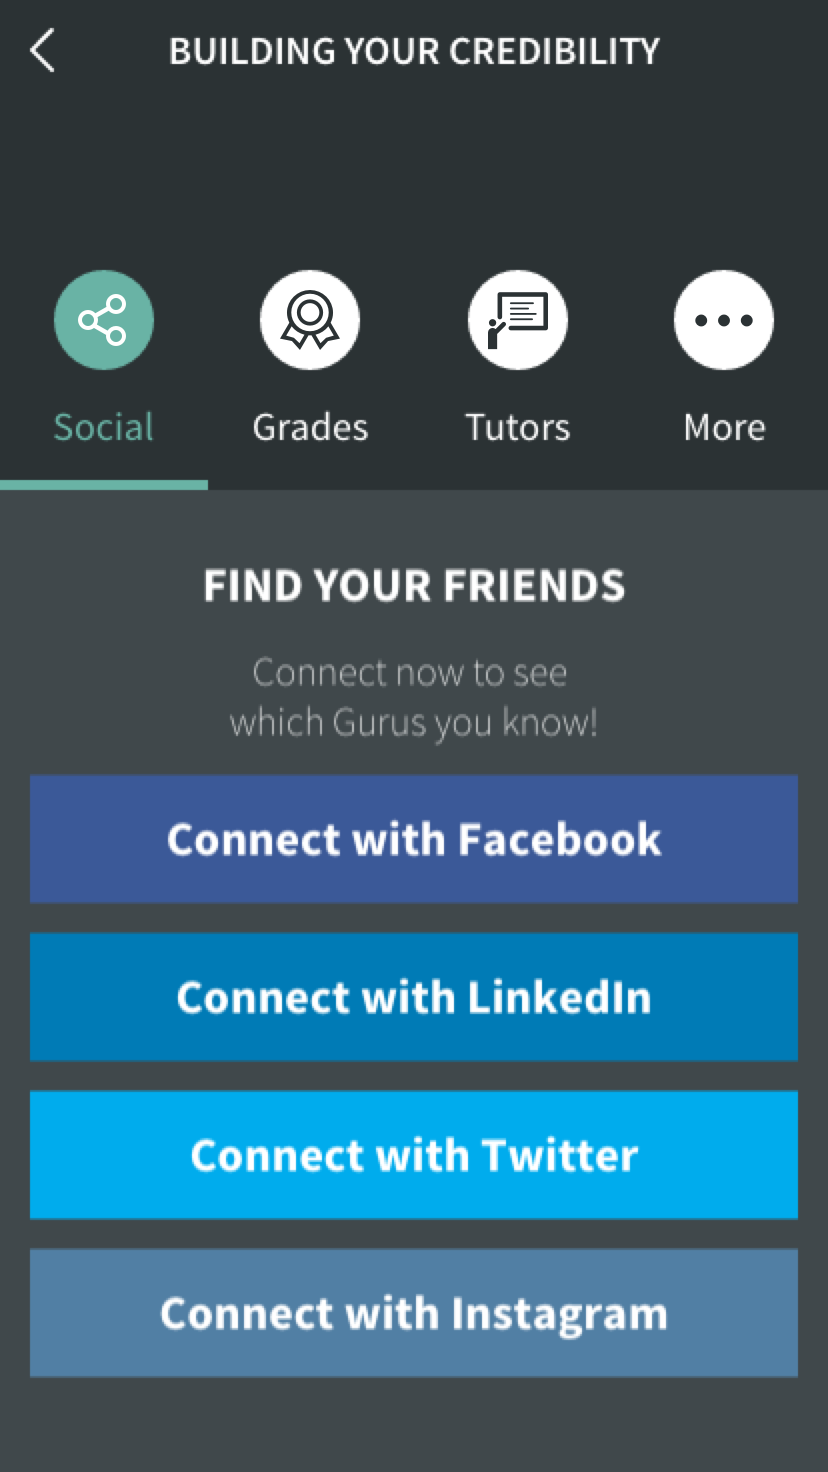 BUILDING YOUR CREDIBILITY
Social
Grades
Tutors
More
FIND YOUR FRIENDS
Connect now to see
which Gurus you know!
Connect with Facebook
Connect with LinkedIn
Connect with Twitter
Connect with Instagram